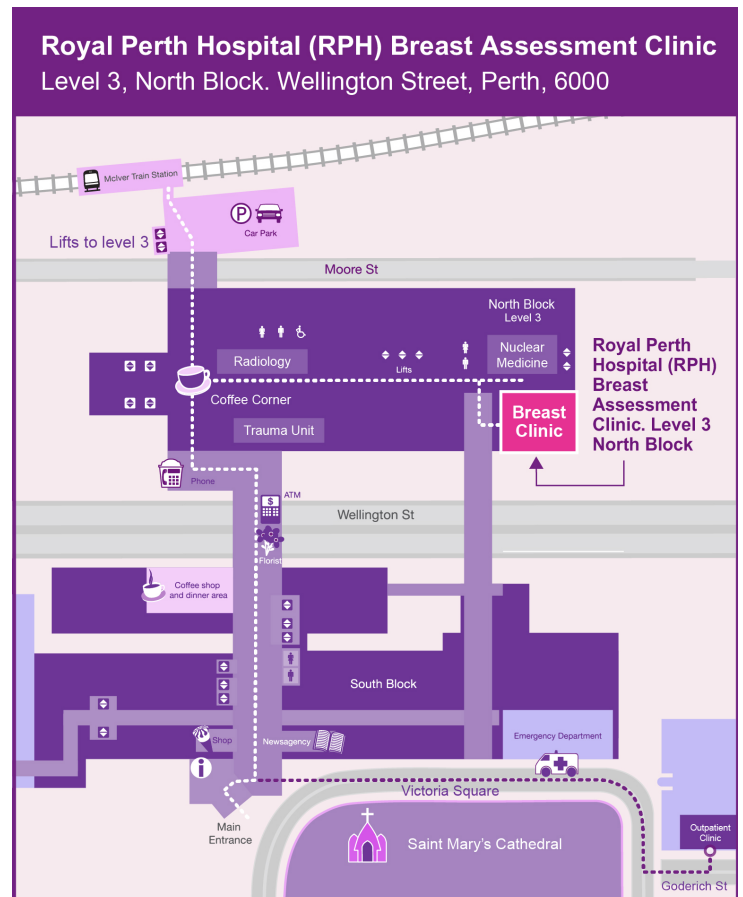 Royal Perth Hospital (RPH) Breast Assessment Clinic
Level 3, North Block. Wellington Street, Perth, 6000
McIver Train Station
P
Car Park
Lifts to level 3
Moore St
North Block
Level 3
Radiology
Lifts
Nuclear
Medicine
Royal Perth
Hospital (RPH)
Breast
Assessment
Clinic. Level 3
North Block
Coffee Corner
Breast
Clinic
Trauma Unit
Phone
ATM
$
Wellington St
Florist
Coffee shop
and dinner area
South Block
Shop
Newsagency
Emergency Department
i
Victoria Square
Main
Entrance
Saint Mary's Cathedral
Outpatient
Clinic
Goderich St